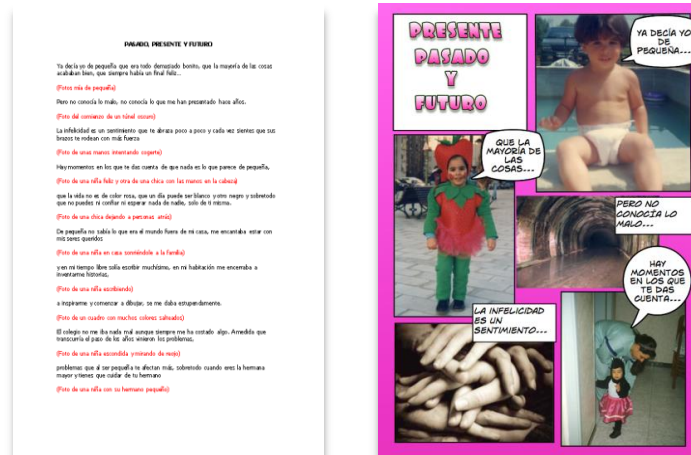 PASADO, PRESENTE Y FUTURO
Ya decía yo de pequeña que era todo demasiado bonito, que la mayoría de las cosas
acababan bien, que siempre había un final feliz...
(Fotos mía de pequeña)
Pero no conocía lo malo, no conocía lo que me han presentado hace años.
(Foto del comienzo de un túnel oscuro)
La infelicidad es un sentimiento que te abraza poco a poco y cada vez sientes que sus
brazos te rodean con más fuerza
(Foto de unas manos intentando cogerte)
Hay momentos en los que te das cuenta de que nada es lo que parece de pequeña,
(Foto de una niña feliz y otra de una chica con las manos en la cabeza)
que la vida no es de color rosa, que un día puede ser blanco y otro negro y sobretodo
que no puedes ni confiar ni esperar nada de nadie, solo de ti misma.
(Foto de una chica dejando a personas atrás)
De pequeña no sabía lo que era el mundo fuera de mi casa, me encantaba estar con
mis seres queridos
(Foto de una niña en casa sonriéndole a la familia)
y en mi tiempo libre solía escribir muchísimo, en mi habitación me encerraba a
inventarme historias,
(Foto de una niña escribiendo)
a inspirarme y comenzar a dibujar, se me daba estupendamente.
(Foto de un cuadro con muchos colores salteados)
El colegio no me iba nada mal aunque siempre me ha costado algo. A medida que
transcurría el paso de los años vinieron los problemas,
(Foto de una niña escondida y mirando de reojo)
problemas que al ser pequeña te afectan más, sobretodo cuando eres la hermana
mayor y tienes que cuidar de tu hermano
(Foto de una niña con su hermano pequeño)
PRESENTE
PASADO
Y
FUTURO
YA DECÍA YO
DE
PEQUEÑA...
QUE LA
MAYORÍA DE
LAS
COSAS...
PERO NO
CONOCÍA LO
MALO...
HAY
MOMENTOS
EN LOS QUE
TE DAS
CUENTA...
LA INFELICIDAD
ES UN
SENTIMIENTO...